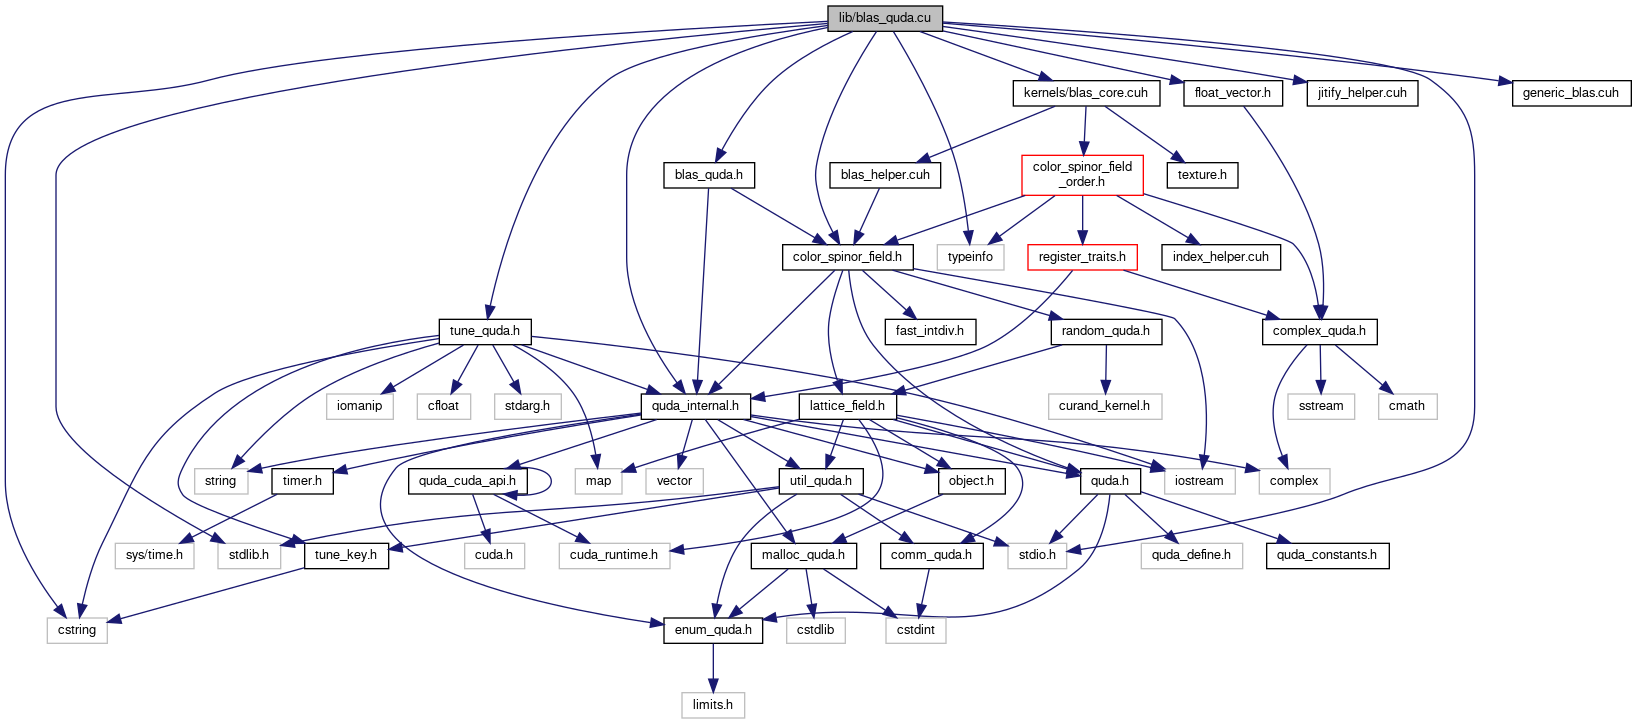 lib/blas_quda.cu
kernels/blas_core.cuh
float_vector.h
jitify_helper.cuh
generic_blas.cuh
blas_quda.h
blas_helper.cuh
color_spinor_field
_order.h
texture.h
color_spinor_field.h
typeinfo
register_traits.h
index_helper.cuh
tune_quda.h
fast_intdiv.h
random_quda.h
complex_quda.h
iomanip
cfloat
stdarg.h
quda_internal.h
lattice_field.h
curand_kernel.h
sstream
cmath
string
timer.h
quda_cuda_api.h
map
vector
util_quda.h
object.h
quda.h
iostream
complex
sys/time.h
stdlib.h
tune_key.h
cuda.h
cuda_runtime.h
malloc_quda.h
comm_quda.h
stdio.h
quda_define.h
quda_constants.h
cstring
enum_quda.h
cstdlib
cstdint
limits.h